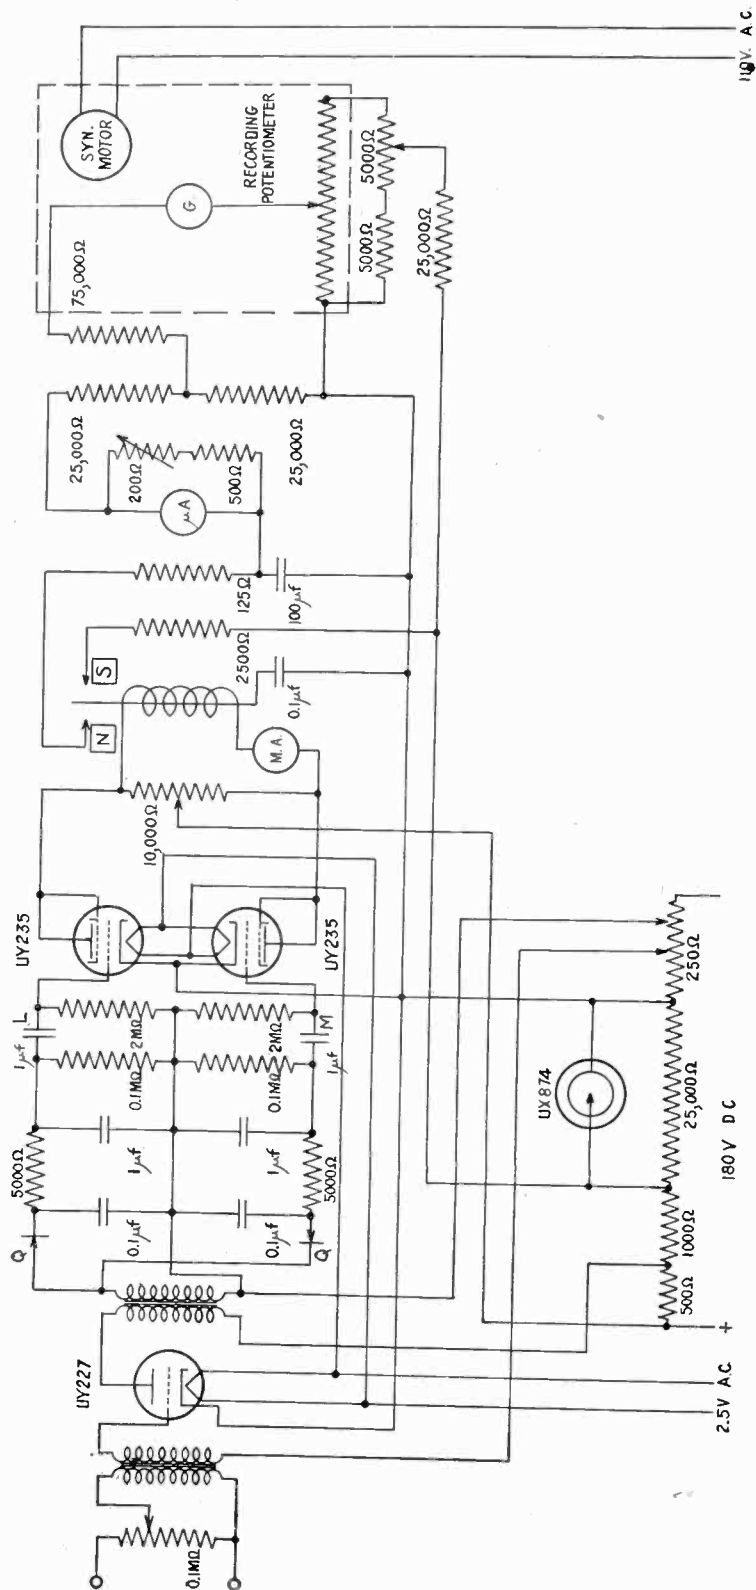 0.1MΩ
UY227
2.5V A.C.
Q
5000Ω
0.1µf
0.1µf
Q
1µf
1µf
5000Ω
1µf
L
0.1MΩ
0.1MΩ
2MΩ
2MΩ
1µf
M
UY235
UY235
10,000Ω
N
S
M.A.
2500Ω
0.1µf
125Ω
100µf
µA
200Ω
500Ω
25,000Ω
25,000Ω
75,000Ω
G
SYN.
MOTOR
RECORDING
POTENTIOMETER
5000Ω
5000Ω
25,000Ω
110V. A.C.
+
500Ω
1000Ω
25,000Ω
250Ω
UX874
180V DC